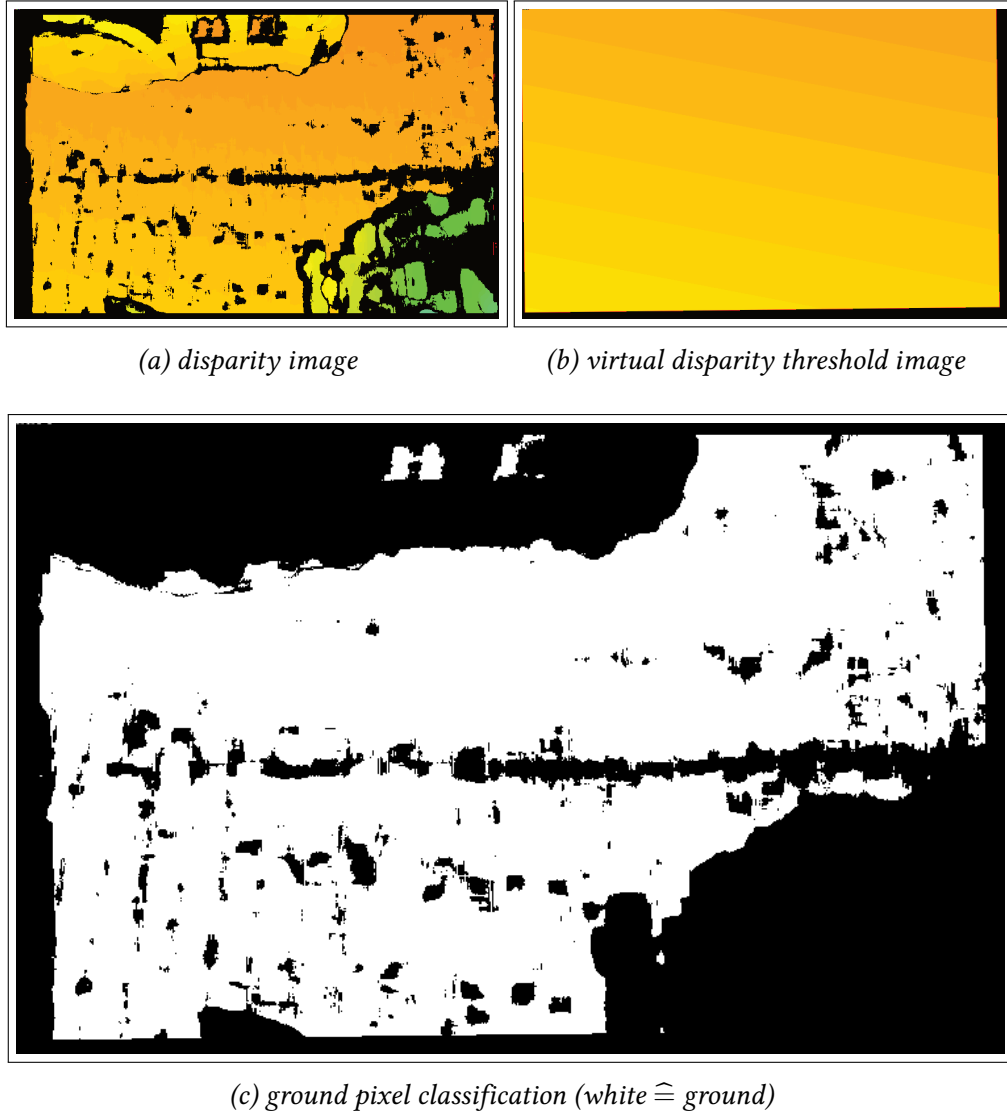 (a) disparity image
(b) virtual disparity threshold image
(c) ground pixel classification (white ≙ ground)